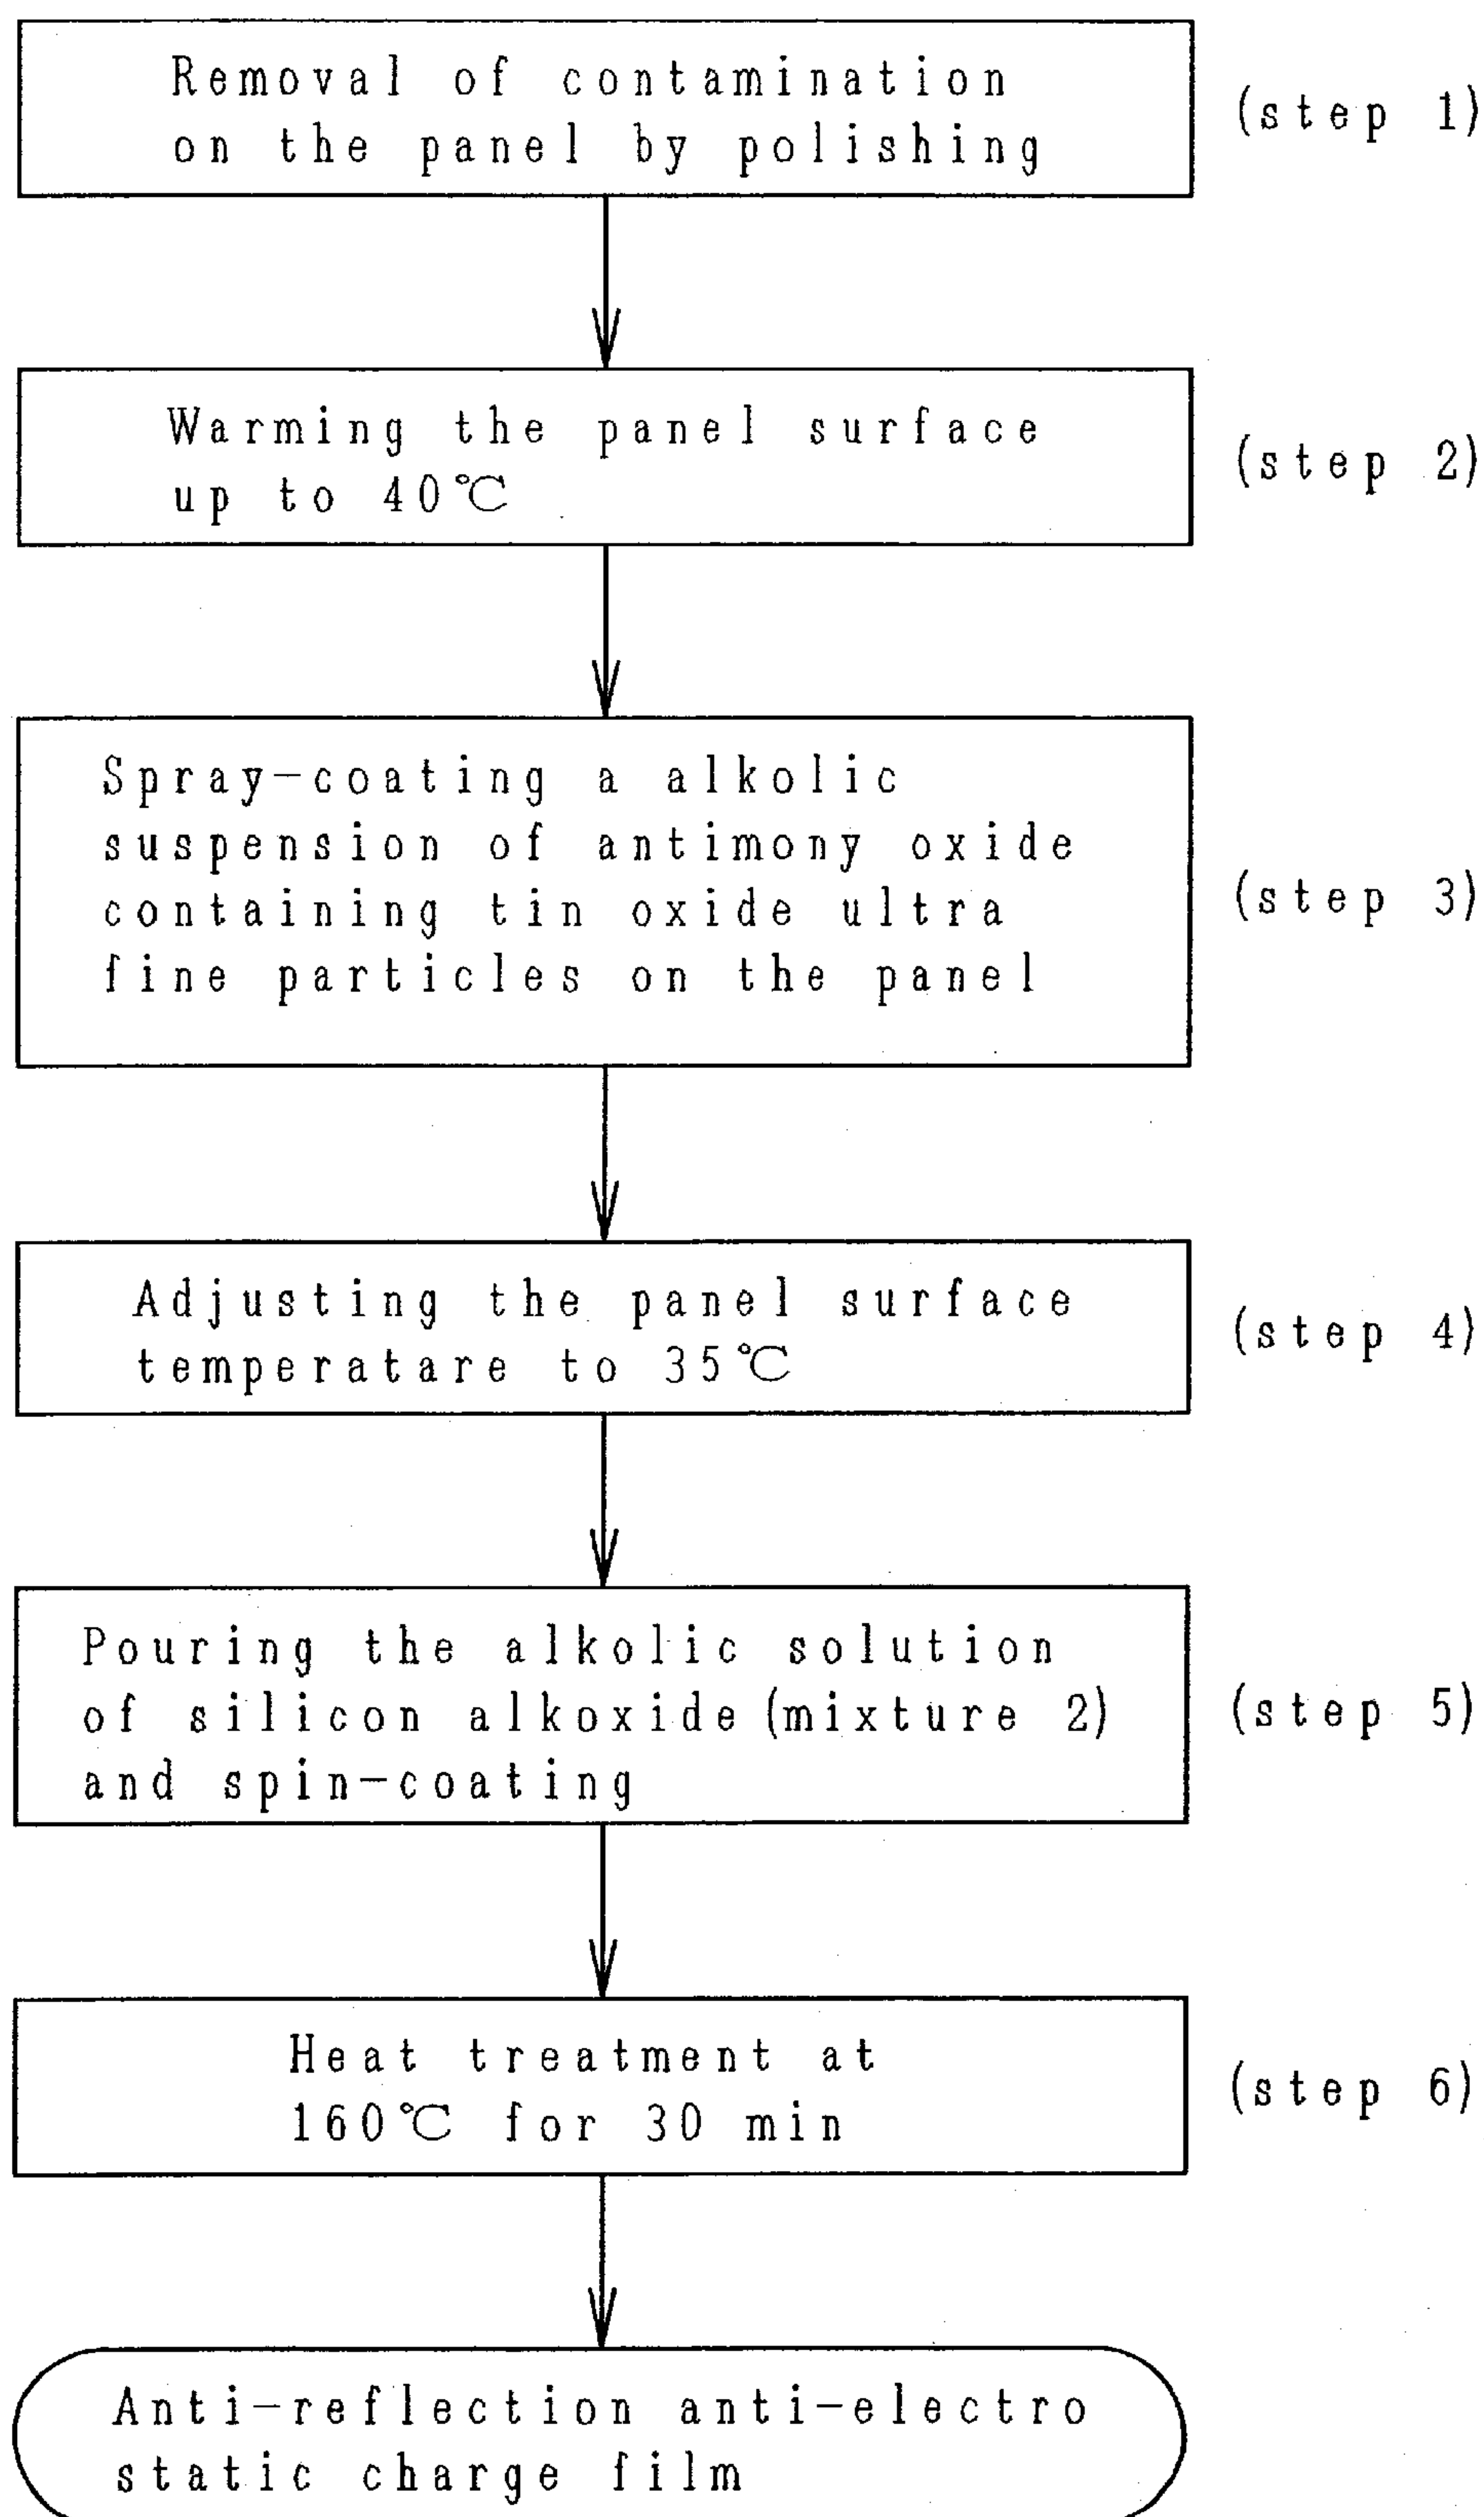 Removal of contamination
on the panel by polishing
(step 1)
Warming the panel surface
up to 40℃
(step 2)
Spray-coating a alkolic
suspension of antimony oxide
containing tin oxide ultra
fine particles on the panel
(step 3)
Adjusting the panel surface
temperatare to 35℃
(step 4)
Pouring the alkolic solution
of silicon alkoxide (mixture 2)
and spin-coating
(step 5)
Heat treatment at
160℃ for 30 min
(step 6)
Anti-reflection anti-electro
static charge film